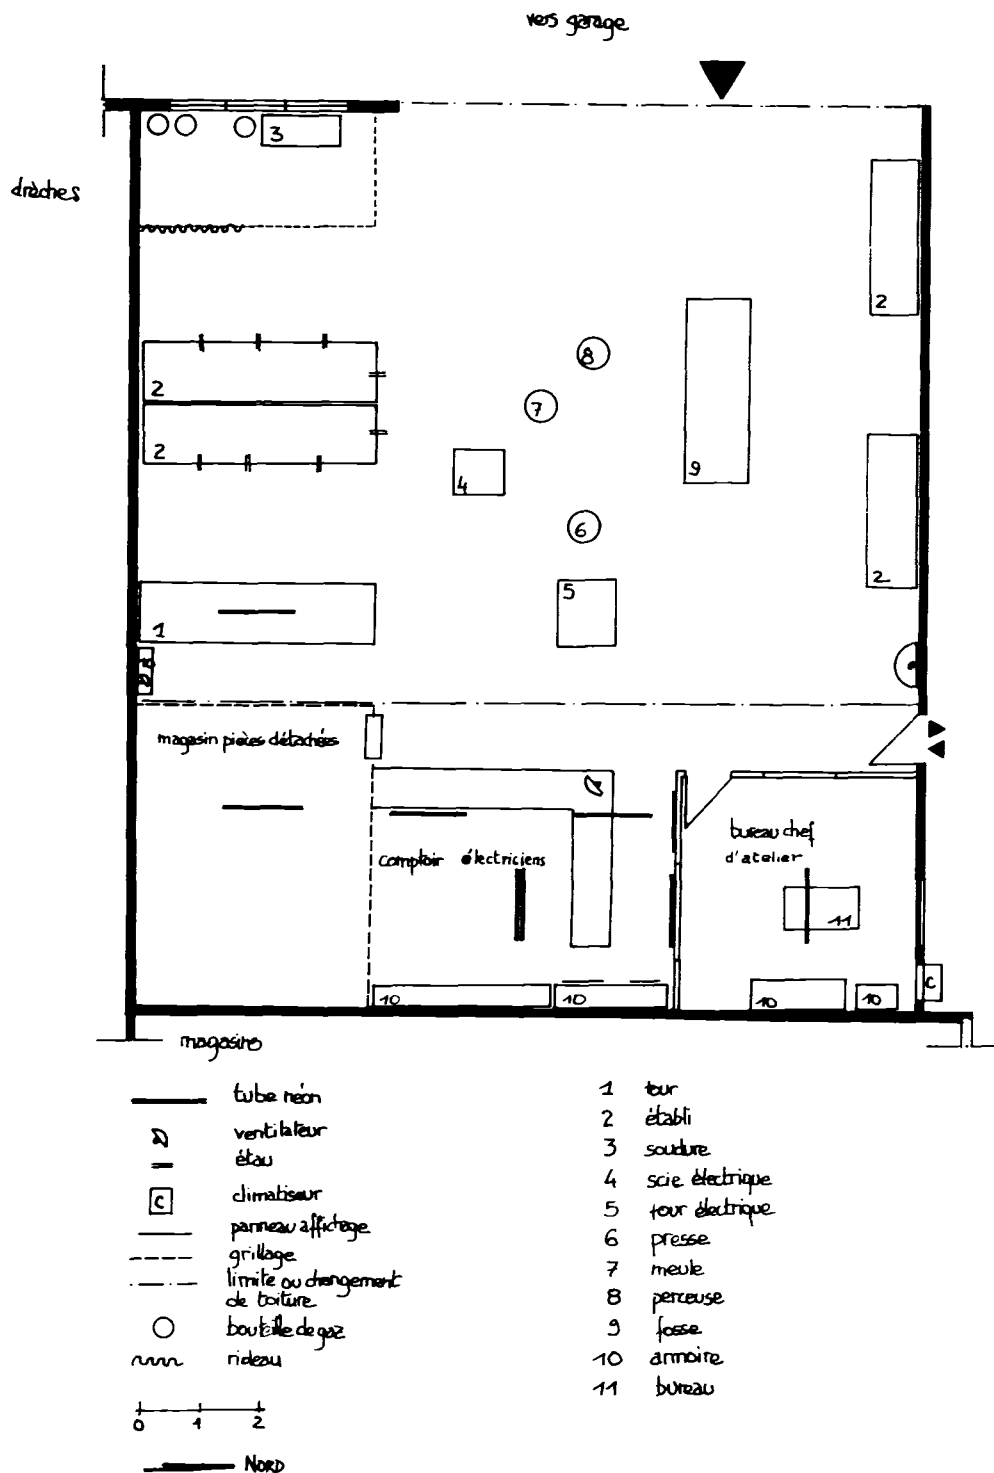 vers garage
drèches
3
2
8
2
7
2
9
4
6
2
5
1
magasin pièces détachées
comptoir électriciens
bureau chef
d'atelier
11
10
10
10
10
C
magasins
tube néon
ventilateur
étau
C
climatiseur
panneau affichage
grillage
limite ou changement
de toiture
bouteille de gaz
rideau
0 1 2
NORD
1 tour
2 établi
3 soudure
4 scie électrique
5 tour électrique
6 presse
7 meule
8 perceuse
9 fosse
10 armoire
11 bureau